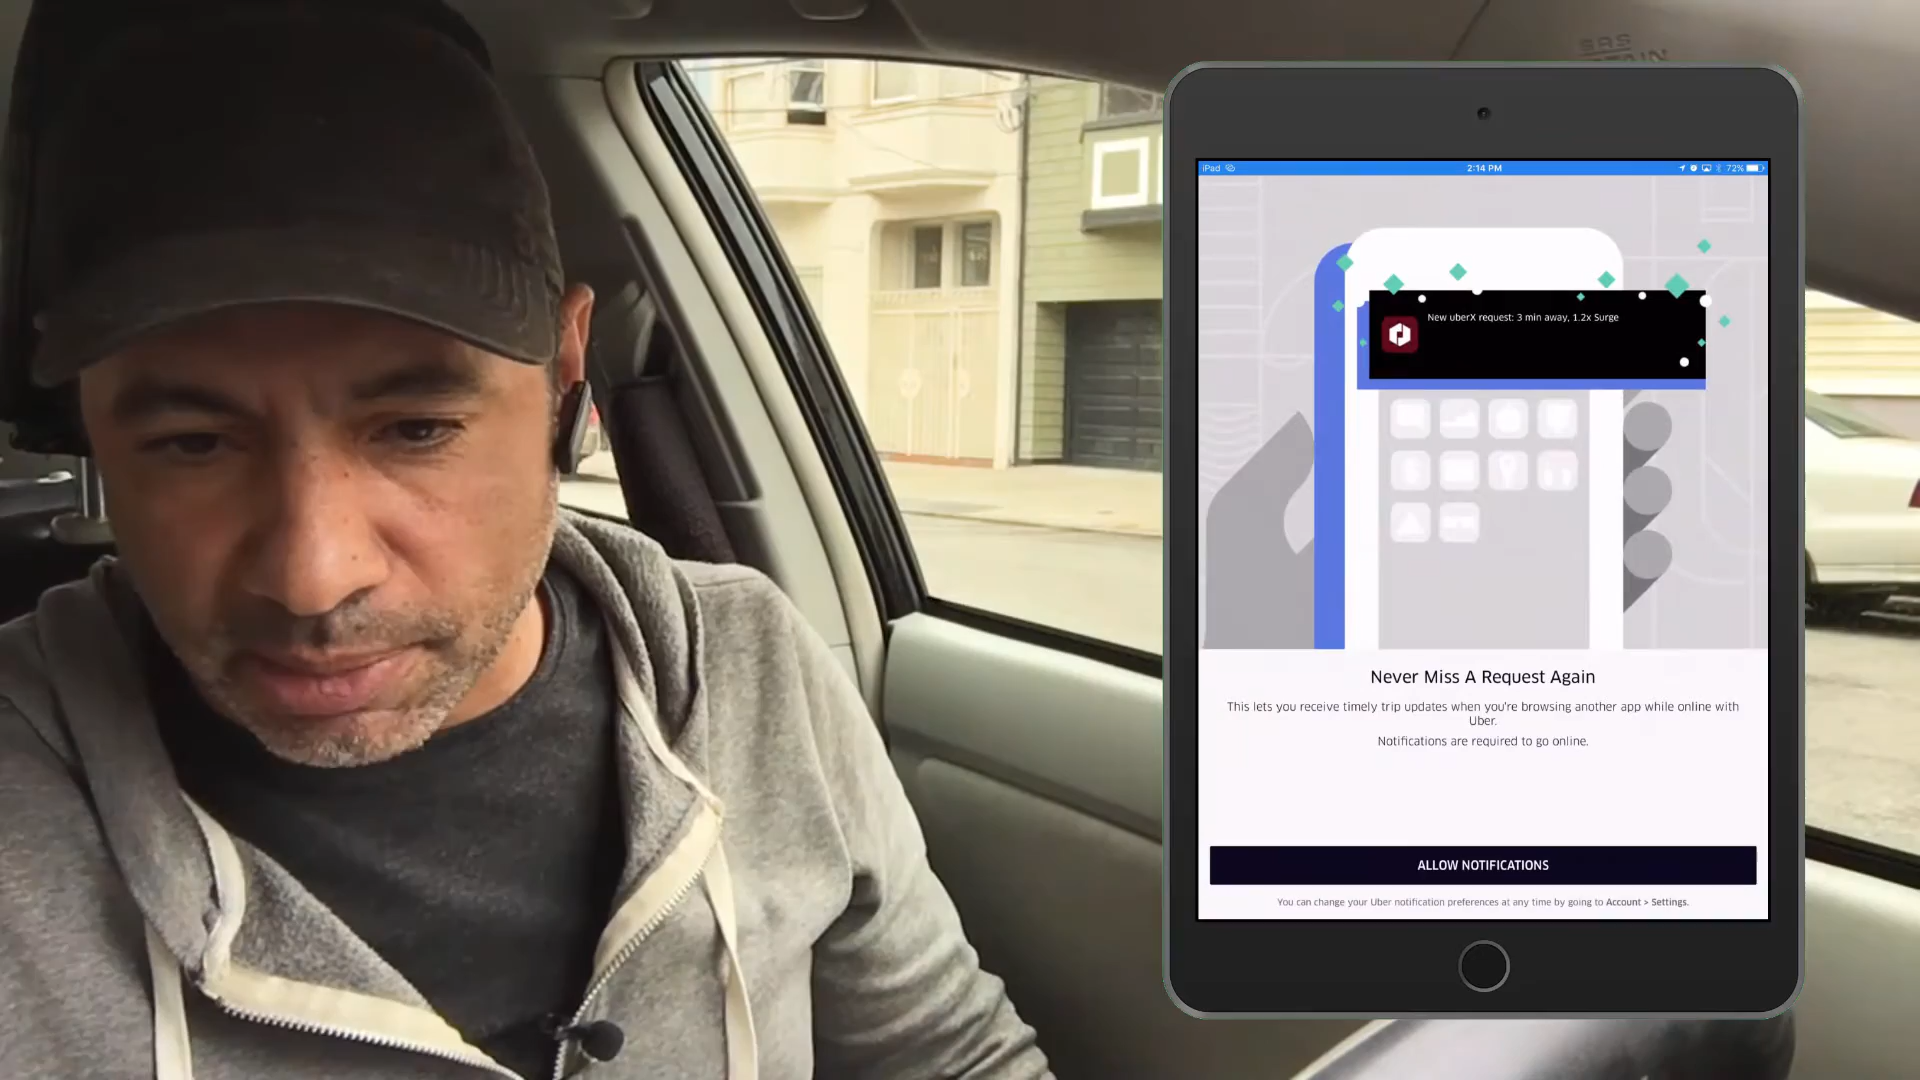 SRS
iPad
2:14 PM
72%
New uberX request: 3 min away, 1.2x Surge
Never Miss A Request Again
This lets you receive timely trip updates when you're browsing another app while online with
Uber.
Notifications are required to go online.
ALLOW NOTIFICATIONS
You can change your Uber notification preferences at any time by going to Account > Settings.